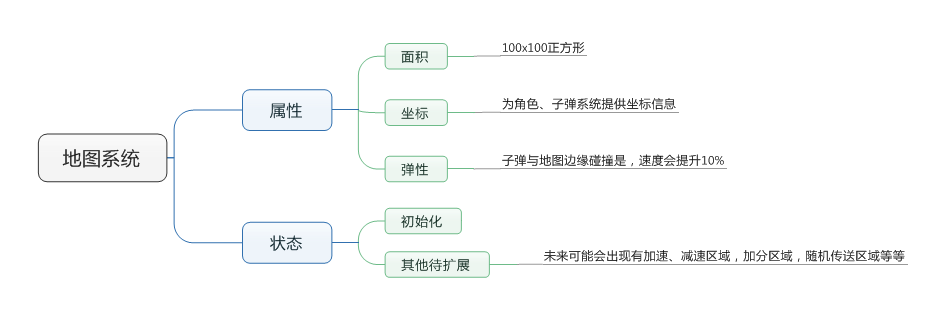 地图系统
属性
面积
100x100正方形
坐标
为角色、子弹系统提供坐标信息
弹性
子弹与地图边缘碰撞是，速度会提升10%
状态
初始化
其他待扩展
未来可能会出现有加速、减速区域，加分区域，随机传送区域等等